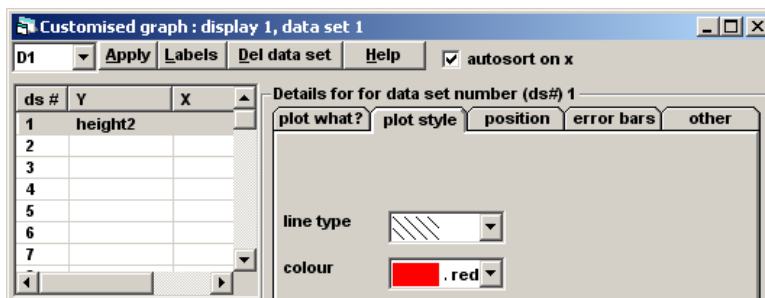 Customised graph : display 1, data set 1
D1 Apply Labels Del data set Help autosort on x
ds # Y X
1 height2
2
3
4
5
6
7
Details for for data set number (ds#) 1
plot what? plot style position error bars other
line type
colour . red